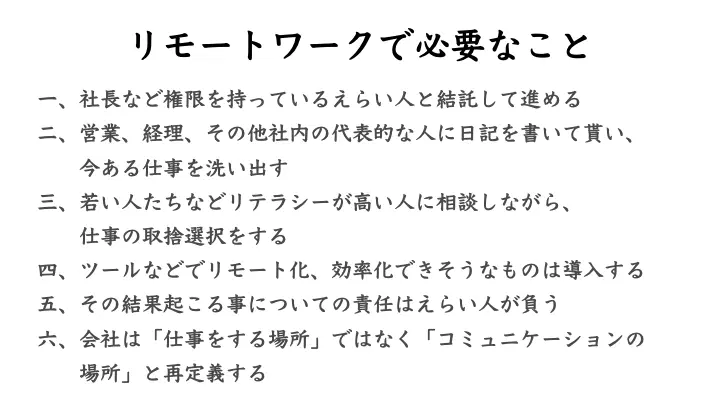 リモートワークで必要なこと
一、社長など権限を持っているえらい人と結託して進める
二、営業、経理、その他社内の代表的な人に日記を書いて貰い、
今ある仕事を洗い出す
三、若い人たちなどリテラシーが高い人に相談しながら、
仕事の取捨選択をする
四、ツールなどでリモート化、効率化できそうなものは導入する
五、その結果起こる事についての責任はえらい人が負う
六、会社は「仕事をする場所」ではなく「コミュニケーションの
場所」と再定義する